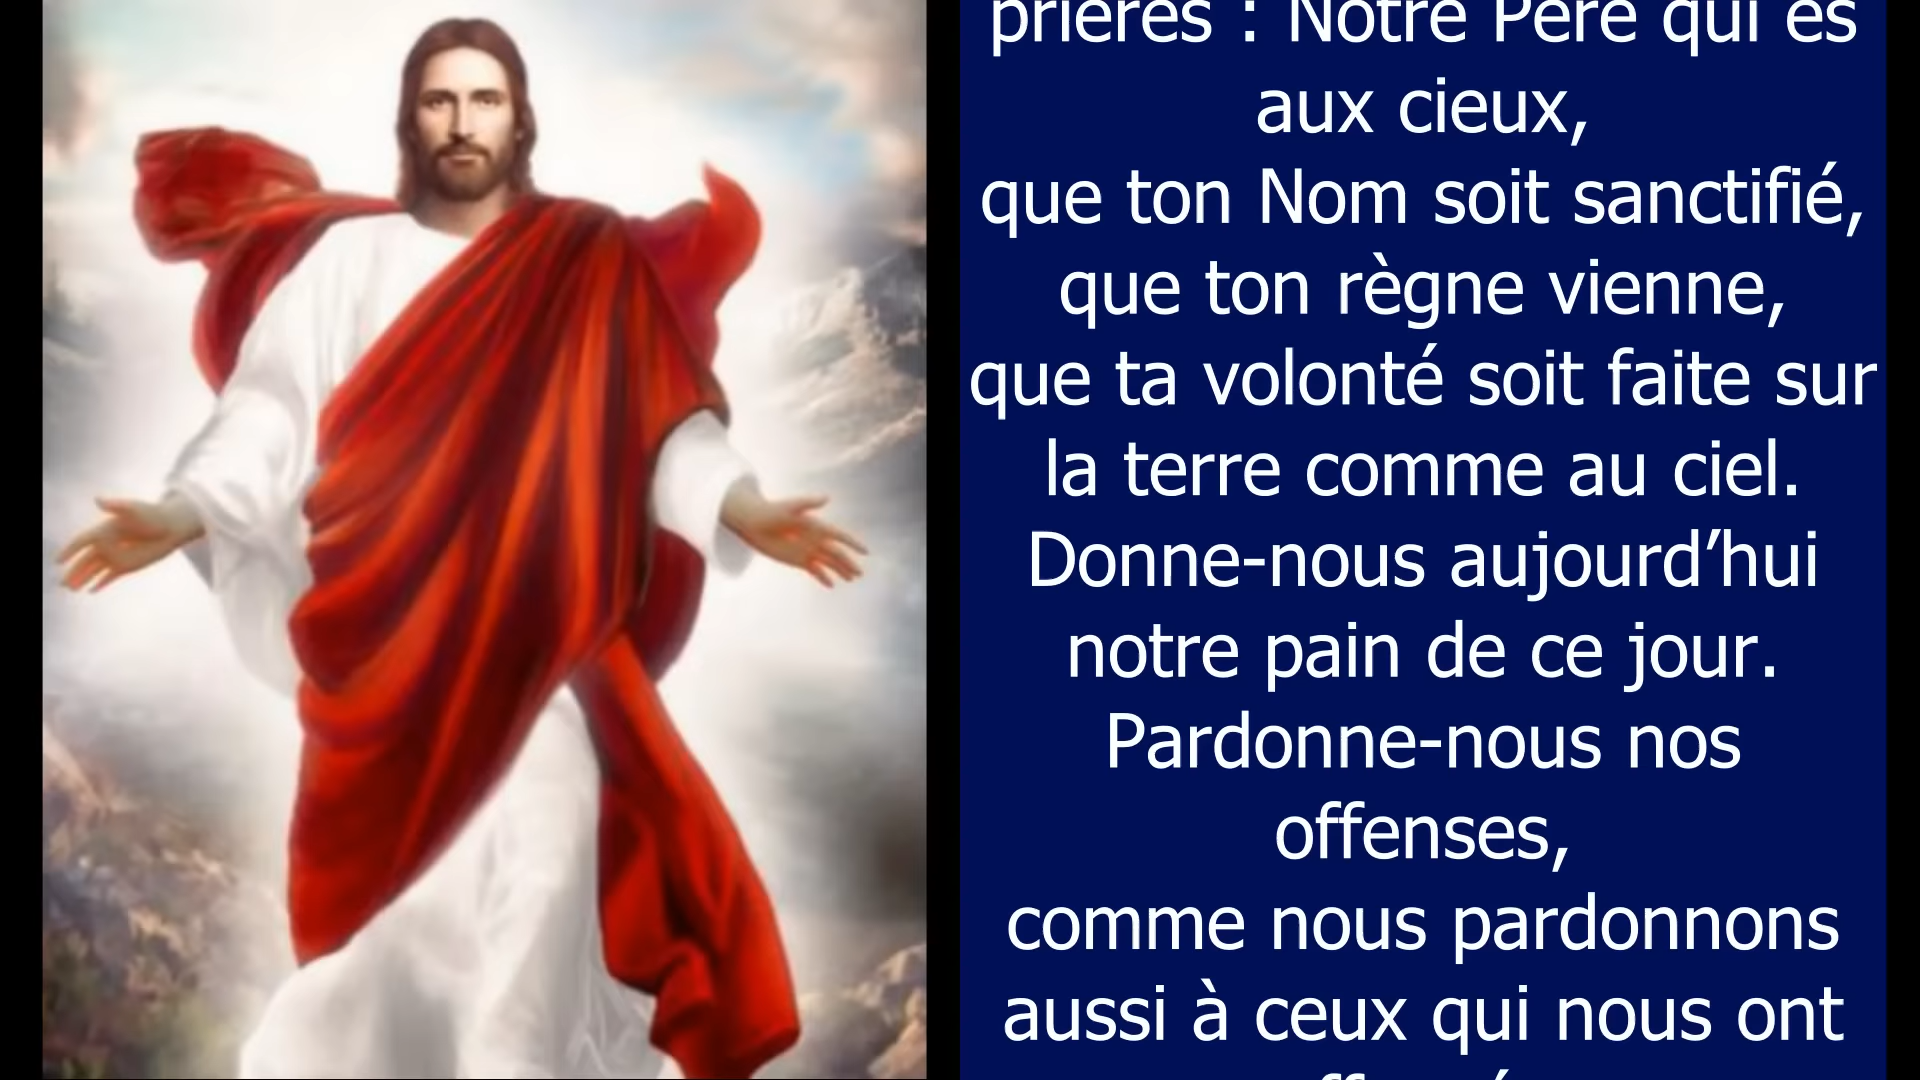 prières : Notre Père qui es
aux cieux,
que ton Nom soit sanctifié,
que ton règne vienne,
que ta volonté soit faite sur
la terre comme au ciel.
Donne-nous aujourd’hui
notre pain de ce jour.
Pardonne-nous nos
offenses,
comme nous pardonnons
aussi à ceux qui nous ont